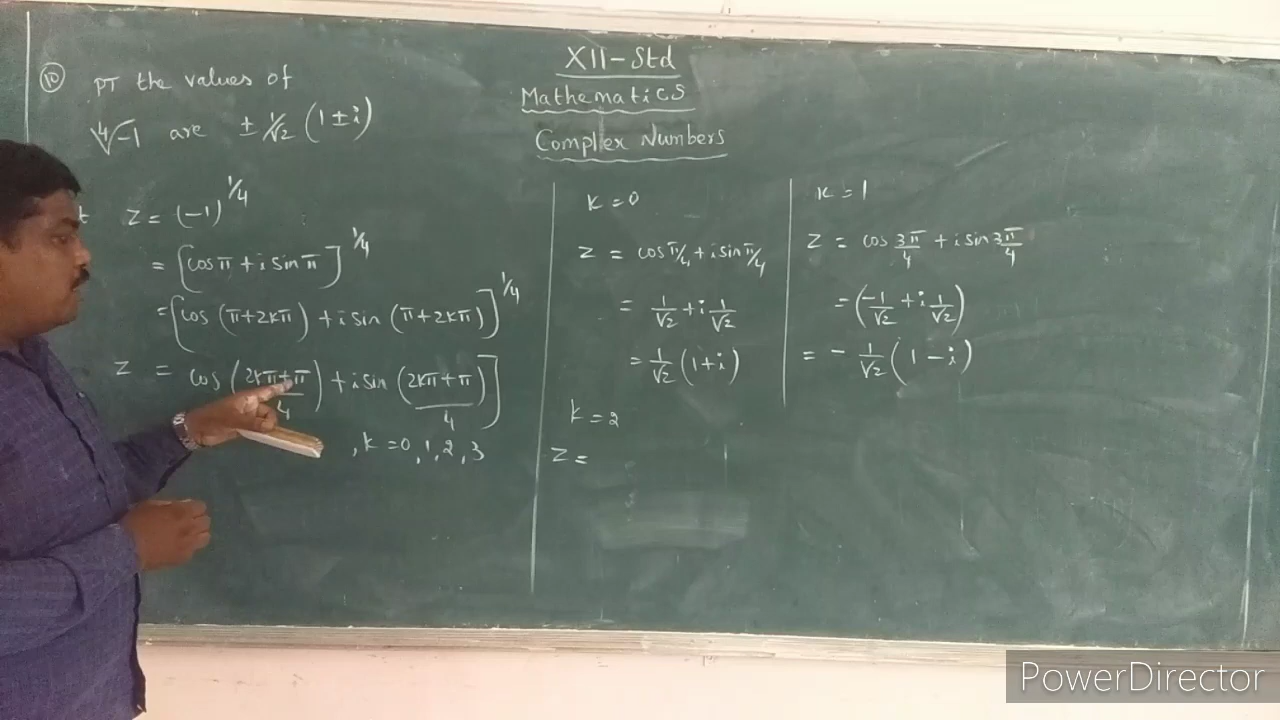 XII-Std
Mathematics
Complex Numbers
⑩ PT the values of
∜-1 are ± 1/√2 (1 ± i)
t Z = (-1)^1/4
= [cos π + i sin π]^1/4
= [cos (π+2kπ) + i sin (π+2kπ)]^1/4
Z = cos (2kπ+π/4) + i sin (2kπ+π/4)]
, k = 0, 1, 2, 3
k = 0
Z = cos π/4 + i sin π/4
= 1/√2 + i 1/√2
= 1/√2 (1+i)
k = 2
Z =
k = 1
Z = cos 3π/4 + i sin 3π/4
= (-1/√2 + i 1/√2)
= - 1/√2 (1 - i)
PowerDirector